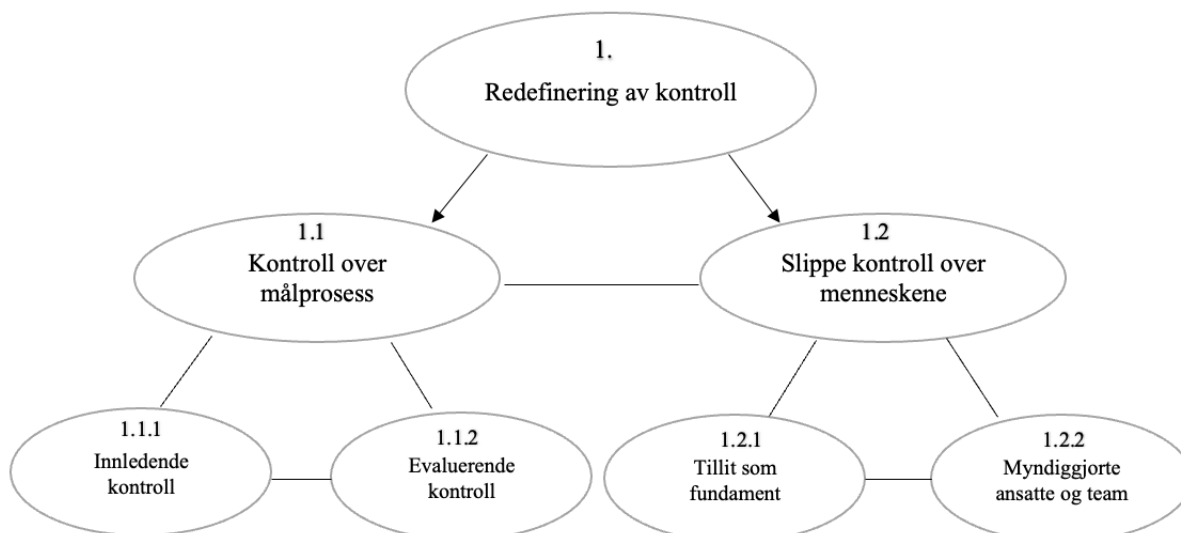 1.
Redefinering av kontroll
1.1
Kontroll over
målprosess
1.2
Slippe kontroll over
menneskene
1.1.1
Innledende
kontroll
1.1.2
Evaluerende
kontroll
1.2.1
Tillit som
fundament
1.2.2
Myndiggjorte
ansatte og team